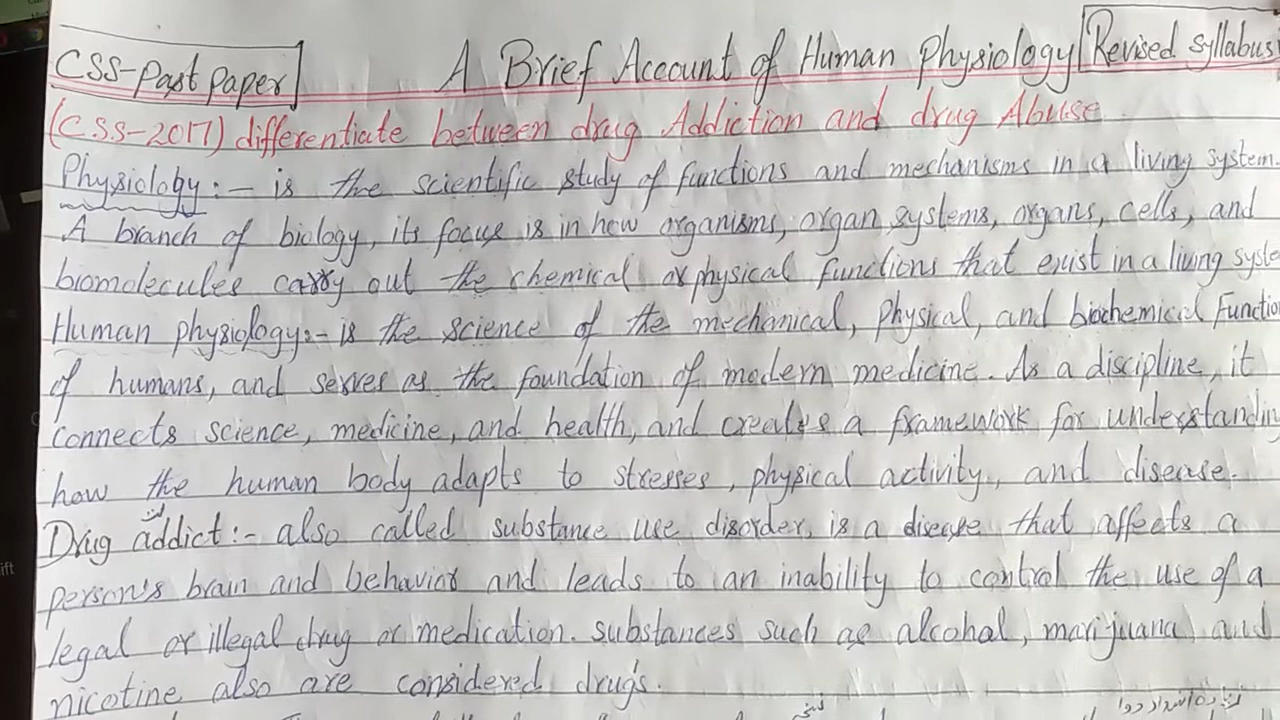 CSS-Past paper A Brief Account of Human Physiology Revised syllabus
(CSS-2017) differentiate between drug Addiction and drug Abuse
Physiology:- is the scientific study of functions and mechanisms in a living system.
A branch of biology, its focus is in how organisms, organ systems, organs, cells, and
biomolecules carry out the chemical or physical functions that exist in a living syste
Human physiology:- is the science of the mechanical, physical, and biochemical Functio
of humans, and serves as the foundation of modern medicine. As a discipline, it
connects science, medicine, and health, and creates a framework for understandin
how the human body adapts to stresses, physical activity, and disease.
Drug addict:- also called substance use disorder, is a disease that affects a
person's brain and behavior and leads to an inability to control the use of a
legal or illegal drug or medication. substances such as alcohal, marijuana, and
nicotine also are considered drug's.